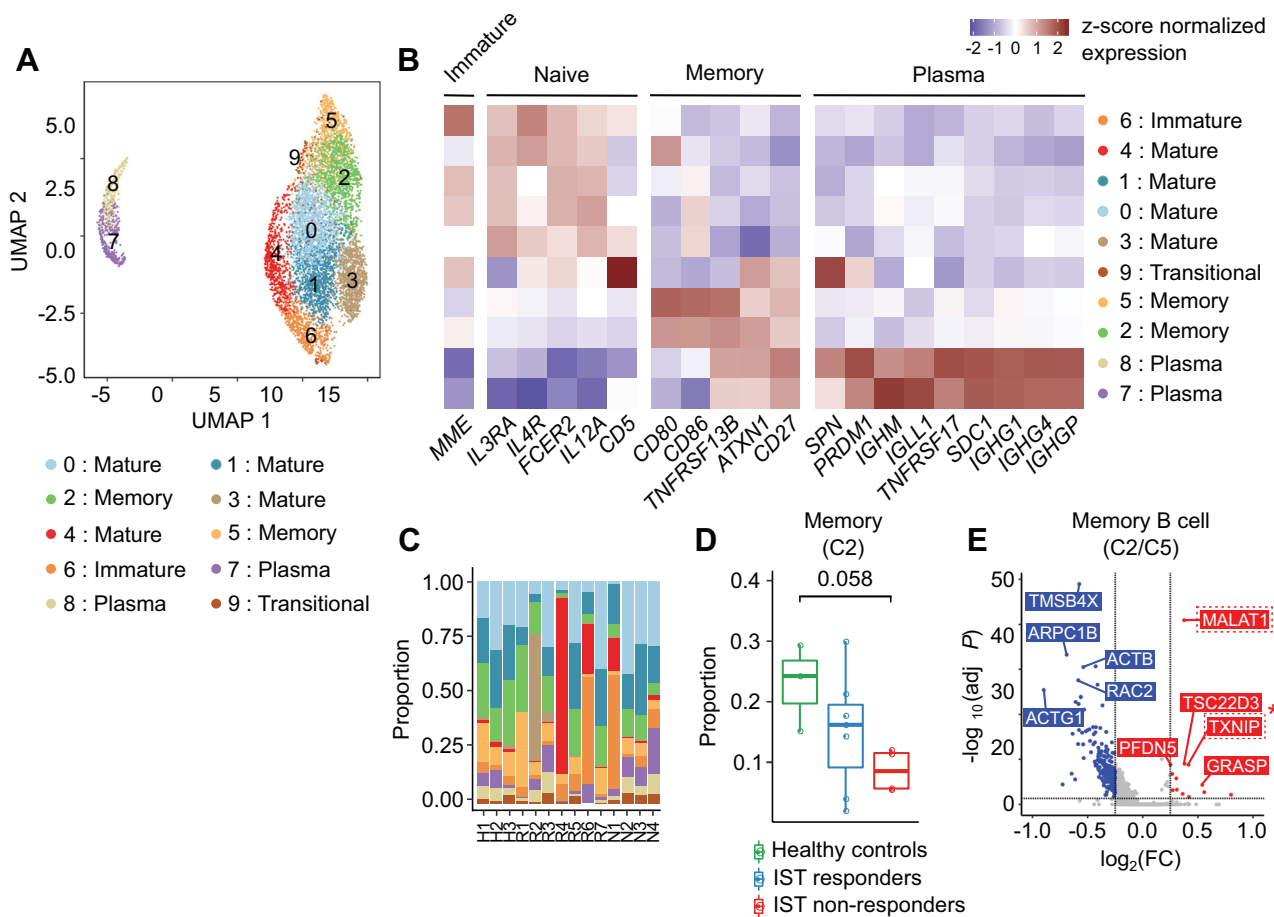 A
5.0
2.5
0.0
-2.5
-5.0
UMAP 2
-5
0
5
10
15
UMAP 1
5
9
2
8
0
7
4
1
3
6
0 : Mature
1 : Mature
2 : Memory
3 : Mature
4 : Mature
5 : Memory
6 : Immature
7 : Plasma
8 : Plasma
9 : Transitional
B
Immature
Naive
Memory
Plasma
-2 -1 0 1 2
z-score normalized
expression
6 : Immature
4 : Mature
1 : Mature
0 : Mature
3 : Mature
9 : Transitional
5 : Memory
2 : Memory
8 : Plasma
7 : Plasma
MME
IL3RA
IL4R
FCER2
IL12A
CD5
CD80
CD86
TNFRSF13B
ATXN1
CD27
SPN
PRDM1
IGHM
IGLL1
TNFRSF17
SDC1
IGHG1
IGHG4
IGHGP
C
Proportion
1.00
0.75
0.50
0.25
0.00
H1
H2
H3
R1
R2
R3
R4
R5
R6
R7
N1
N2
N3
N4
D
Memory
(C2)
0.058
Proportion
0.4
0.3
0.2
0.1
Healthy controls
IST responders
IST non-responders
E
Memory B cell
(C2/C5)
-log 10(adj P)
50
40
30
20
10
0
TMSB4X
MALAT1
ARPC1B
ACTB
RAC2
TSC22D3
ACTG1
TXNIP
PFDN5
GRASP
-1.0
-0.5
0.0
0.5
1.0
log2(FC)